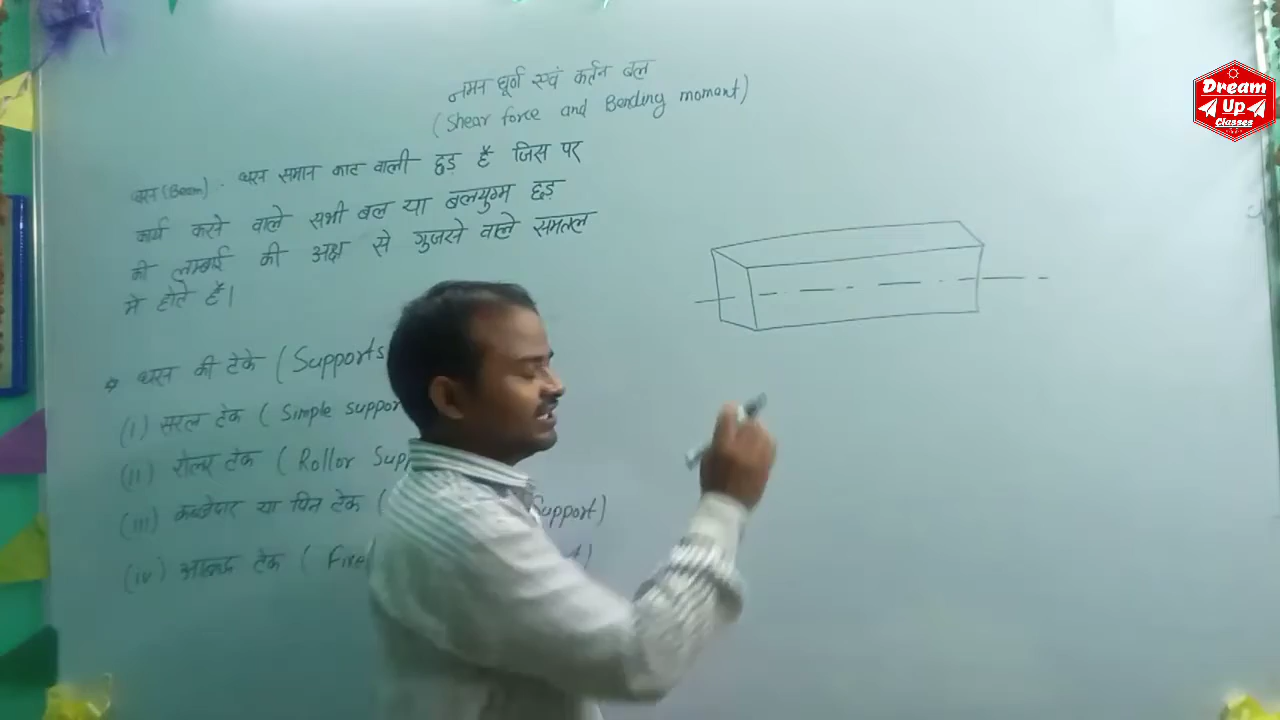 नमन घूर्ण एवं कर्तन बल
(Shear force and Bending moment)
धरन (Beam) - धरन समान काट वाली छड़ है जिस पर
कार्य करने वाले सभी बल या बलयुग्म छड़
की लम्बाई की अक्ष से गुजरने वाले समतल
में होते हैं।
धरन की टेके (Supports
(i) सरल टेक ( Simple suppor
(ii) रोलर टेक ( Rollor Sup
(iii) कब्जेदार या पिन टेक ( Support)
(iv) आबद्ध टेक ( Fixe
Dream
Up
Classes